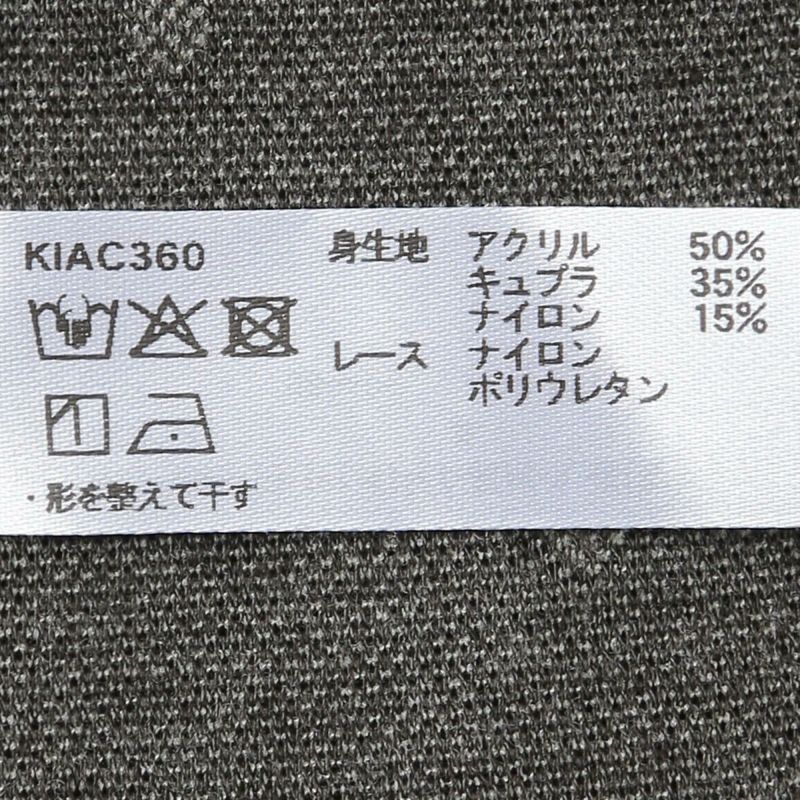 KIAC360
身生地 アクリル 50%
キュプラ 35%
ナイロン 15%
レース ナイロン
ポリウレタン
・形を整えて干す